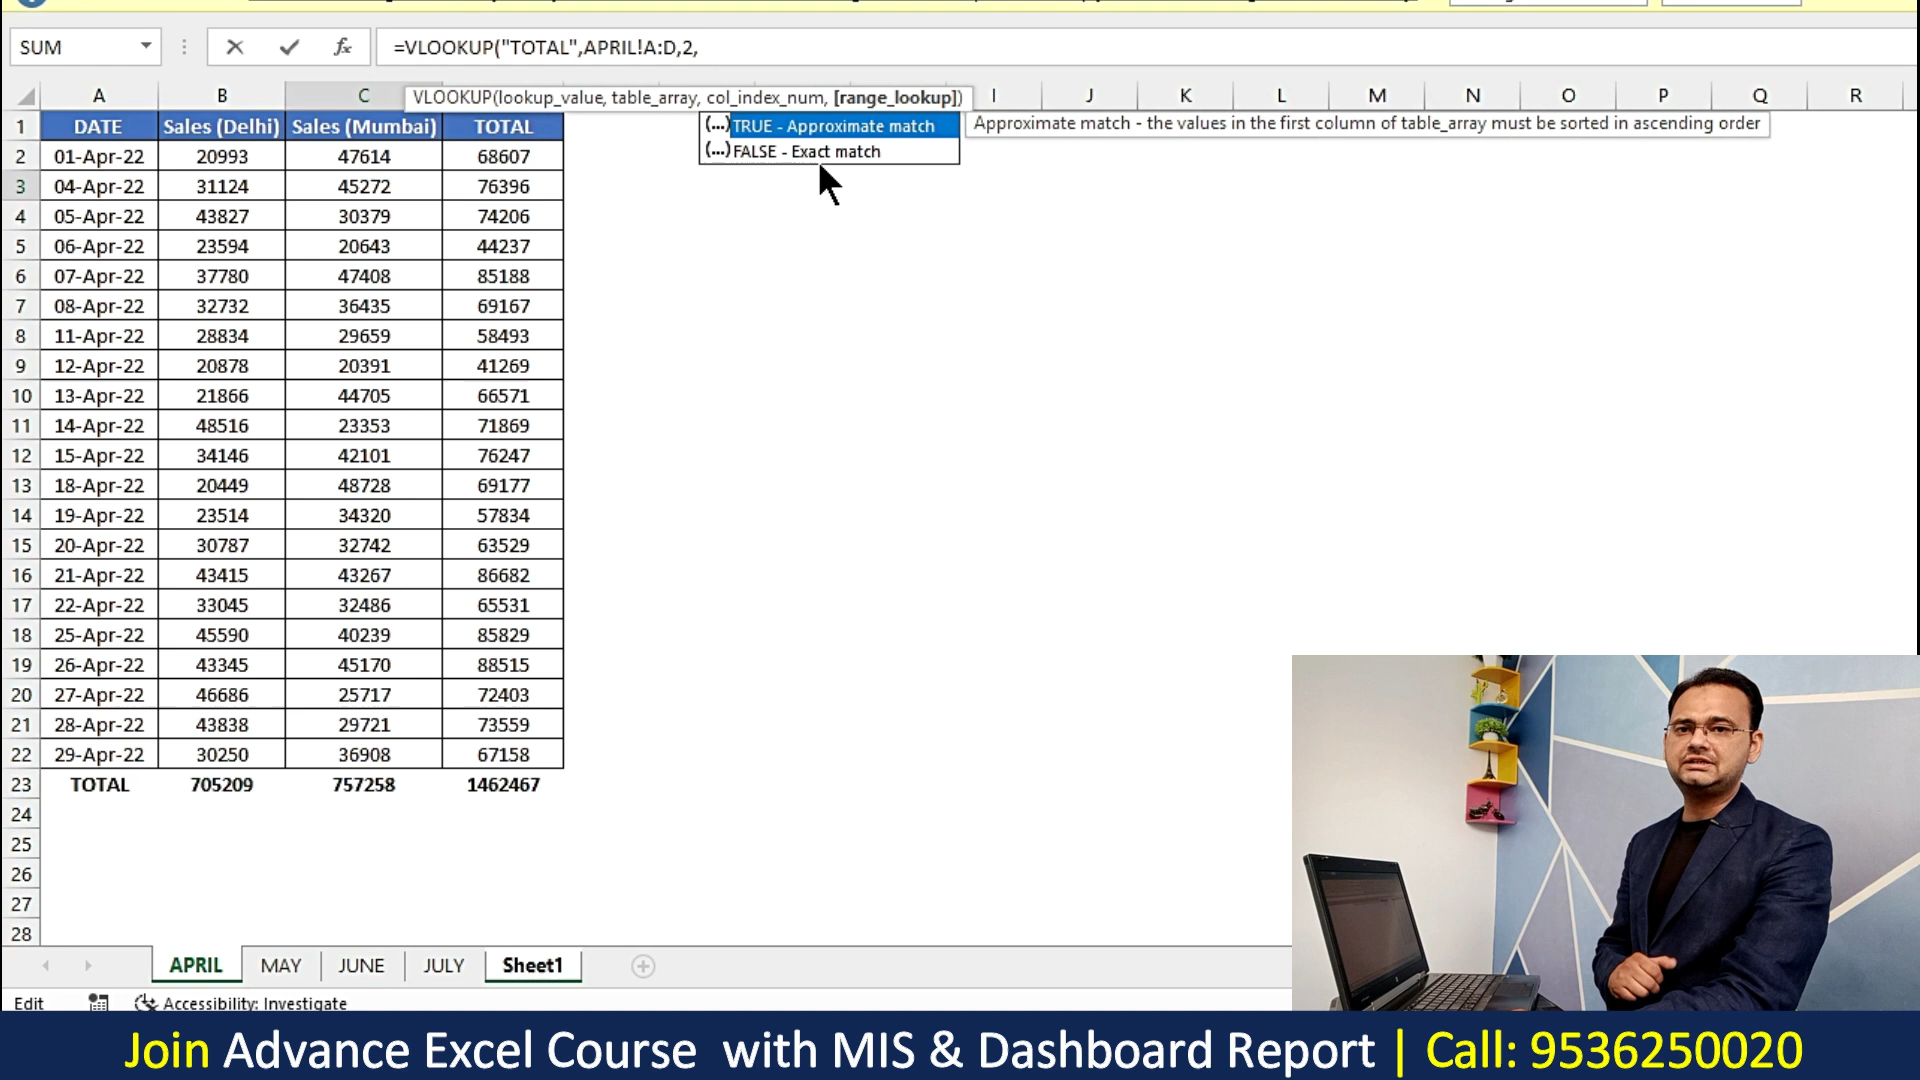 SUM
=VLOOKUP("TOTAL",APRIL!A:D,2,
VLOOKUP(lookup_value, table_array, col_index_num, [range_lookup])
A B C I J K L M N O P Q R
(...) TRUE - Approximate match
Approximate match - the values in the first column of table_array must be sorted in ascending order
(...) FALSE - Exact match
1 DATE Sales (Delhi) Sales (Mumbai) TOTAL
2 01-Apr-22 20993 47614 68607
3 04-Apr-22 31124 45272 76396
4 05-Apr-22 43827 30379 74206
5 06-Apr-22 23594 20643 44237
6 07-Apr-22 37780 47408 85188
7 08-Apr-22 32732 36435 69167
8 11-Apr-22 28834 29659 58493
9 12-Apr-22 20878 20391 41269
10 13-Apr-22 21866 44705 66571
11 14-Apr-22 48516 23353 71869
12 15-Apr-22 34146 42101 76247
13 18-Apr-22 20449 48728 69177
14 19-Apr-22 23514 34320 57834
15 20-Apr-22 30787 32742 63529
16 21-Apr-22 43415 43267 86682
17 22-Apr-22 33045 32486 65531
18 25-Apr-22 45590 40239 85829
19 26-Apr-22 43345 45170 88515
20 27-Apr-22 46686 25717 72403
21 28-Apr-22 43838 29721 73559
22 29-Apr-22 30250 36908 67158
23 TOTAL 705209 757258 1462467
24
25
26
27
28
APRIL MAY JUNE JULY Sheet1
Edit Accessibility: Investigate
Join Advance Excel Course with MIS & Dashboard Report | Call: 9536250020